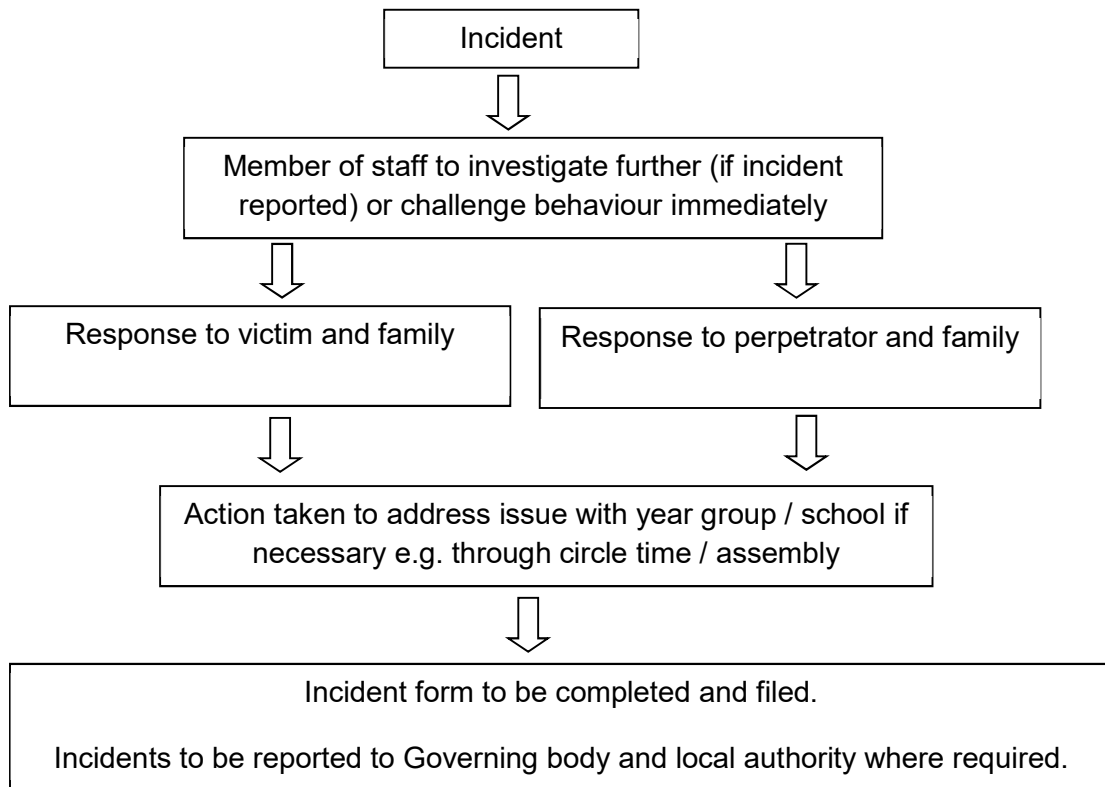 Incident
Member of staff to investigate further (if incident
reported) or challenge behaviour immediately
Response to victim and family
Response to perpetrator and family
Action taken to address issue with year group / school if
necessary e.g. through circle time / assembly
Incident form to be completed and filed.
Incidents to be reported to Governing body and local authority where required.